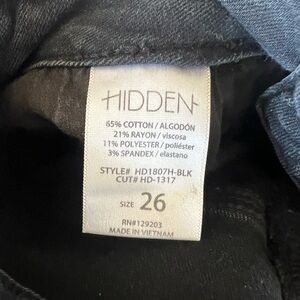 HIDDEN
65% COTTON / ALGODÓN
21% RAYON / viscosa
11% POLYESTER / poliéster
3% SPANDEX / elastano
STYLE# HD1807H-BLK
CUT# HD-1317
SIZE 26
RN#129203
MADE IN VIETNAM